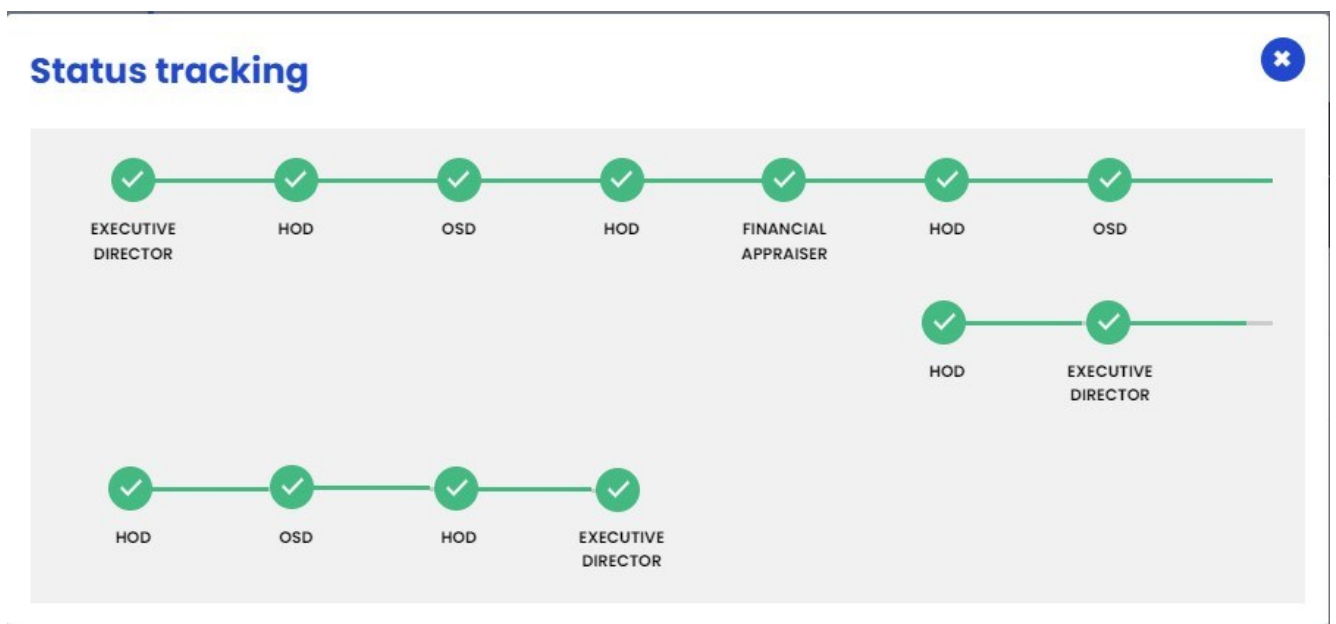 Status tracking
EXECUTIVE DIRECTOR
HOD
OSD
HOD
FINANCIAL APPRAISER
HOD
OSD
HOD
EXECUTIVE DIRECTOR
HOD
OSD
HOD
EXECUTIVE DIRECTOR